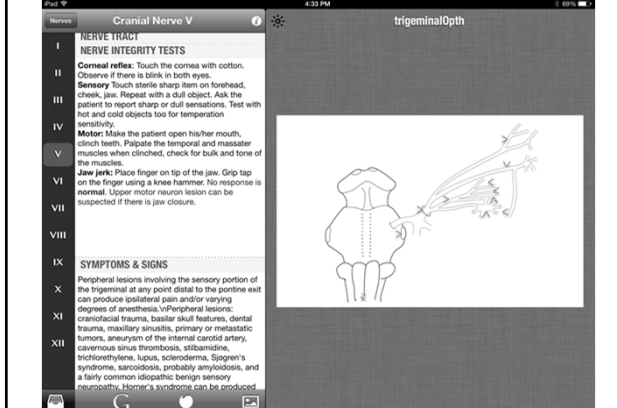 iPad
4:33 PM
69%
Nerves
Cranial Nerve V
trigeminalOpth
I
II
III
IV
V
VI
VII
VIII
IX
X
XI
XII
NERVE TRACT
NERVE INTEGRITY TESTS
Corneal reflex: Touch the cornea with cotton.
Observe if there is blink in both eyes.
Sensory Touch sterile sharp item on forehead,
cheek, jaw. Repeat with a dull object. Ask the
patient to report sharp or dull sensations. Test with
hot and cold objects too for temperation
sensitivity.
Motor: Make the patient open his/her mouth,
clinch teeth. Palpate the temporal and massater
muscles when clinched, check for bulk and tone of
the muscles.
Jaw jerk: Place finger on tip of the jaw. Grip tap
on the finger using a knee hammer. No response is
normal. Upper motor neuron lesion can be
suspected if there is jaw closure.
SYMPTOMS & SIGNS
Peripheral lesions involving the sensory portion of
the trigeminal at any point distal to the pontine exit
can produce ipsilateral pain and/or varying
degrees of anesthesia.\nPeripheral lesions:
craniofacial trauma, basilar skull features, dental
trauma, maxillary sinusitis, primary or metastatic
tumors, aneurysm of the internal carotid artery,
cavernous sinus thrombosis, stilbamidine,
trichlorethylene, lupus, scleroderma, Sjogren's
syndrome, sarcoidosis, probably amyloidosis, and
a fairly common idiopathic benign sensory
neuropathy. Horner's syndrome can be produced
G